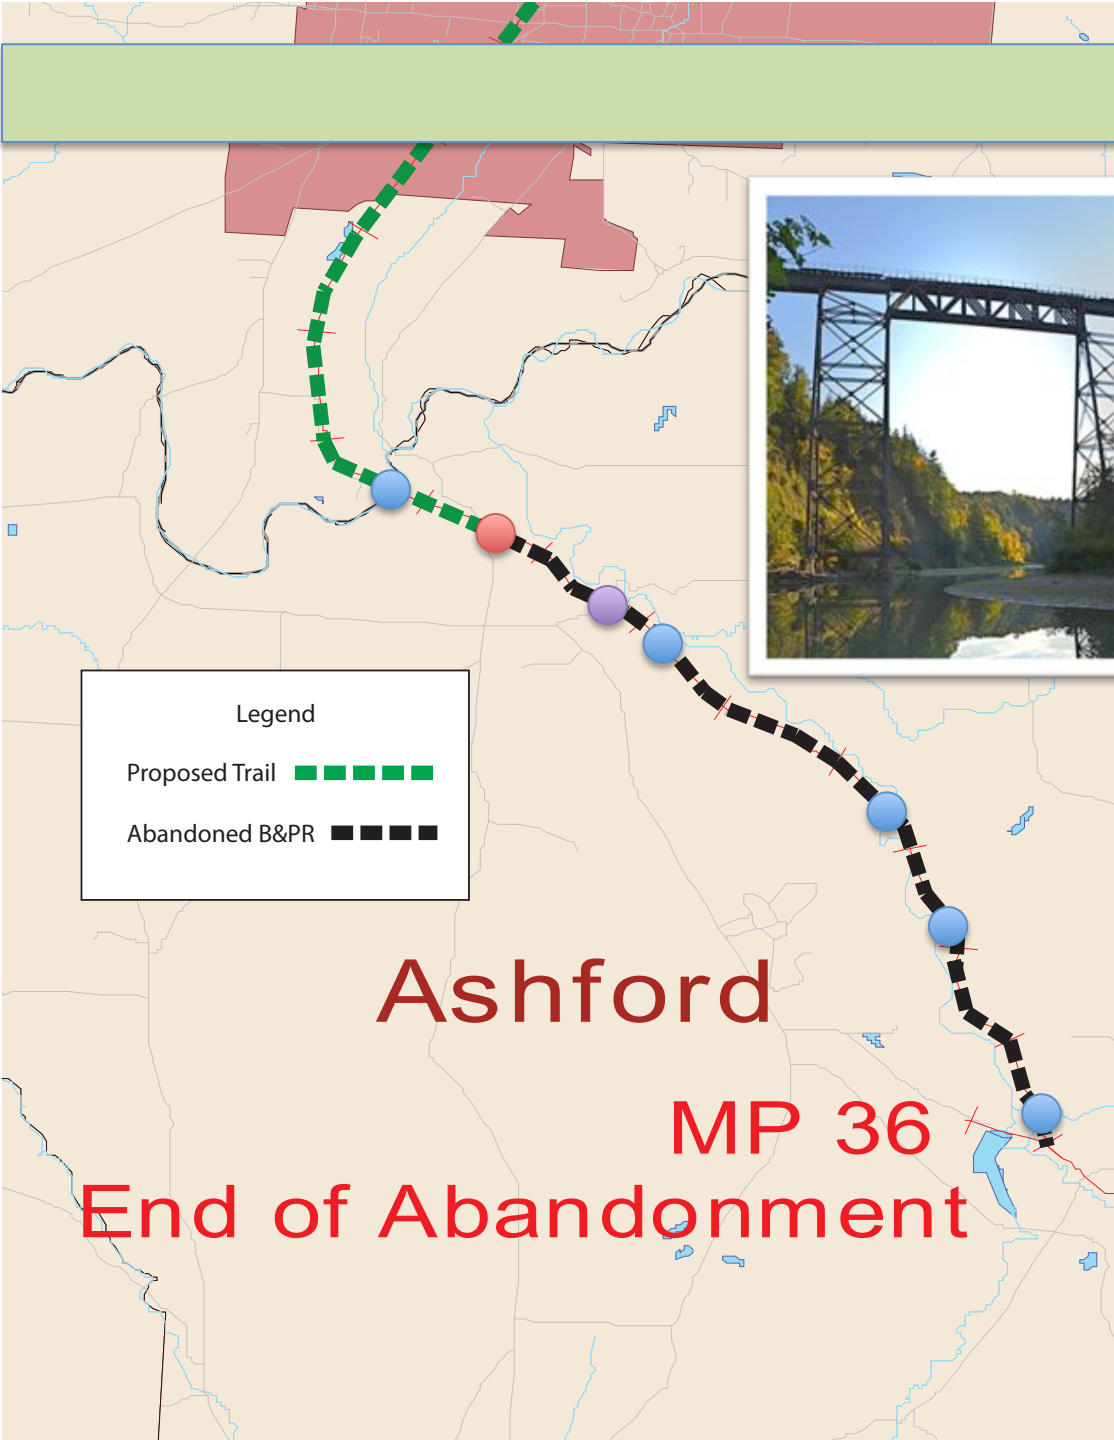 Legend
Proposed Trail
Abandoned B&PR
Ashford
MP 36
End of Abandonment